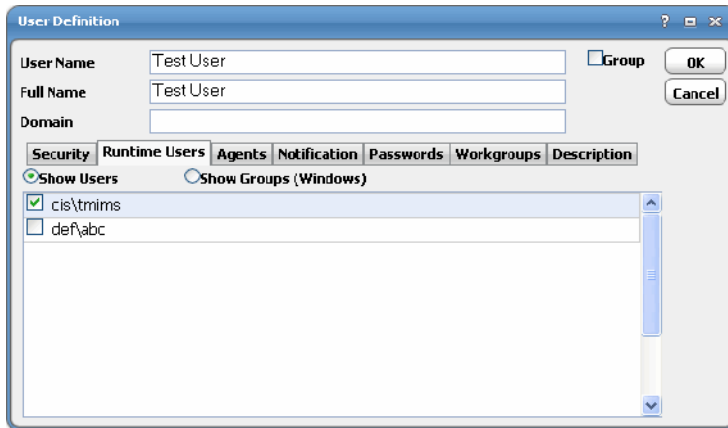 User Definition
?
User Name Test User Group OK
Full Name Test User Cancel
Domain
Security Runtime Users Agents Notification Passwords Workgroups Description
Show Users Show Groups (Windows)
cis\tmims
def\abc